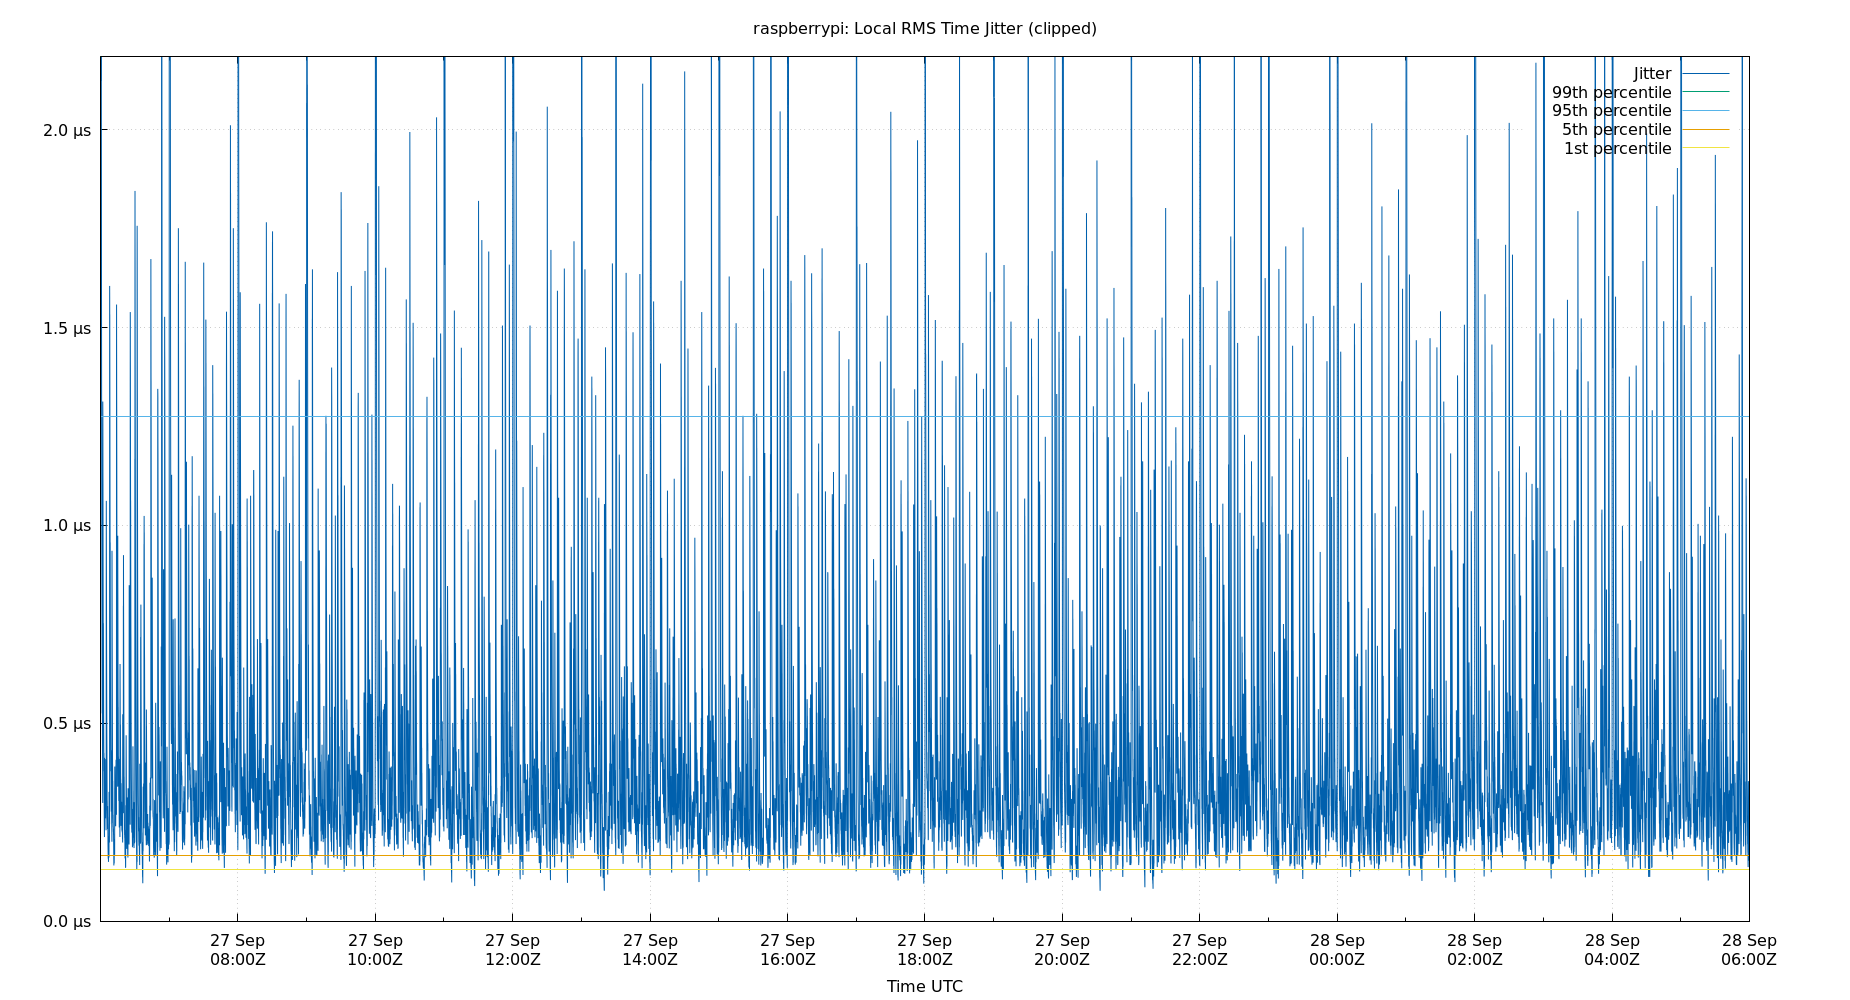 raspberrypi: Local RMS Time Jitter (clipped)
Jitter
99th percentile
95th percentile
5th percentile
1st percentile
2.0 µs
1.5 µs
1.0 µs
0.5 µs
0.0 µs
27 Sep 27 Sep 27 Sep 27 Sep 27 Sep 27 Sep 27 Sep 27 Sep 28 Sep 28 Sep 28 Sep 28 Sep
08:00Z 10:00Z 12:00Z 14:00Z 16:00Z 18:00Z 20:00Z 22:00Z 00:00Z 02:00Z 04:00Z 06:00Z
Time UTC